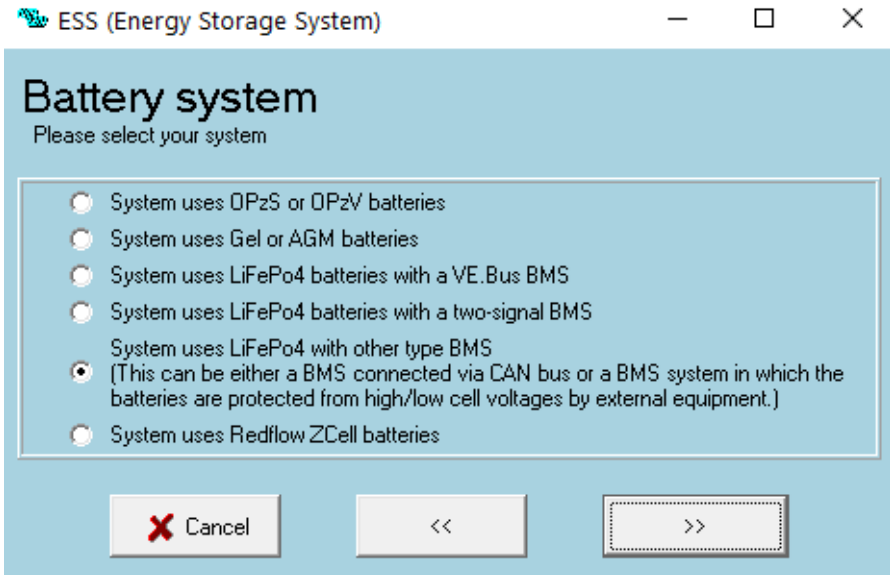 ESS (Energy Storage System)
Battery system
Please select your system
System uses OPzS or OPzV batteries
System uses Gel or AGM batteries
System uses LiFePo4 batteries with a VE.Bus BMS
System uses LiFePo4 batteries with a two-signal BMS
System uses LiFePo4 with other type BMS
(This can be either a BMS connected via CAN bus or a BMS system in which the
batteries are protected from high/low cell voltages by external equipment.)
System uses Redflow ZCell batteries
Cancel
<<
>>